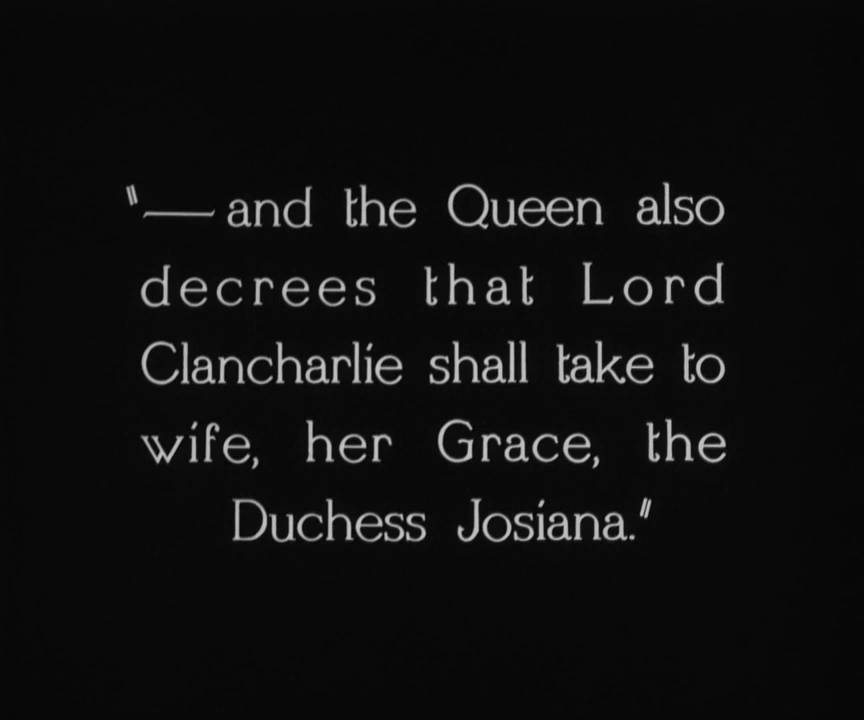 "— and the Queen also
decrees that Lord
Clancharlie shall take to
wife, her Grace, the
Duchess Josiana."